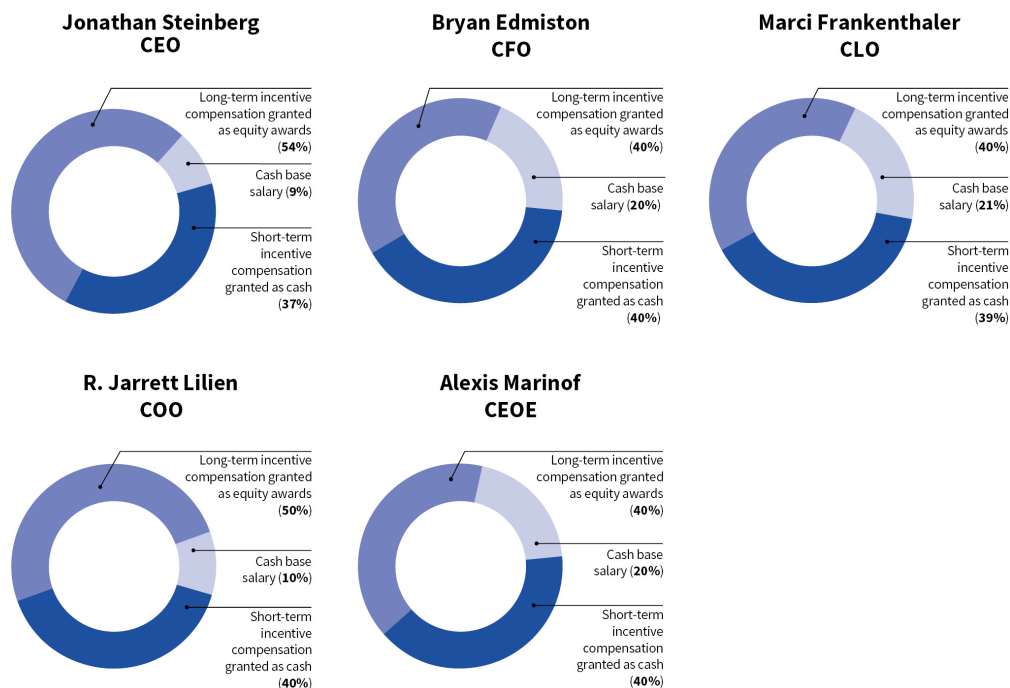 Jonathan Steinberg
CEO
Long-term incentive
compensation granted
as equity awards
(54%)
Cash base
salary (9%)
Short-term
incentive
compensation
granted as cash
(37%)
Bryan Edmiston
CFO
Long-term incentive
compensation granted
as equity awards
(40%)
Cash base
salary (20%)
Short-term
incentive
compensation
granted as cash
(40%)
Marci Frankenthaler
CLO
Long-term incentive
compensation granted
as equity awards
(40%)
Cash base
salary (21%)
Short-term
incentive
compensation
granted as cash
(39%)
R. Jarrett Lilien
COO
Long-term incentive
compensation granted
as equity awards
(50%)
Cash base
salary (10%)
Short-term
incentive
compensation
granted as cash
(40%)
Alexis Marinof
CEOE
Long-term incentive
compensation granted
as equity awards
(40%)
Cash base
salary (20%)
Short-term
incentive
compensation
granted as cash
(40%)